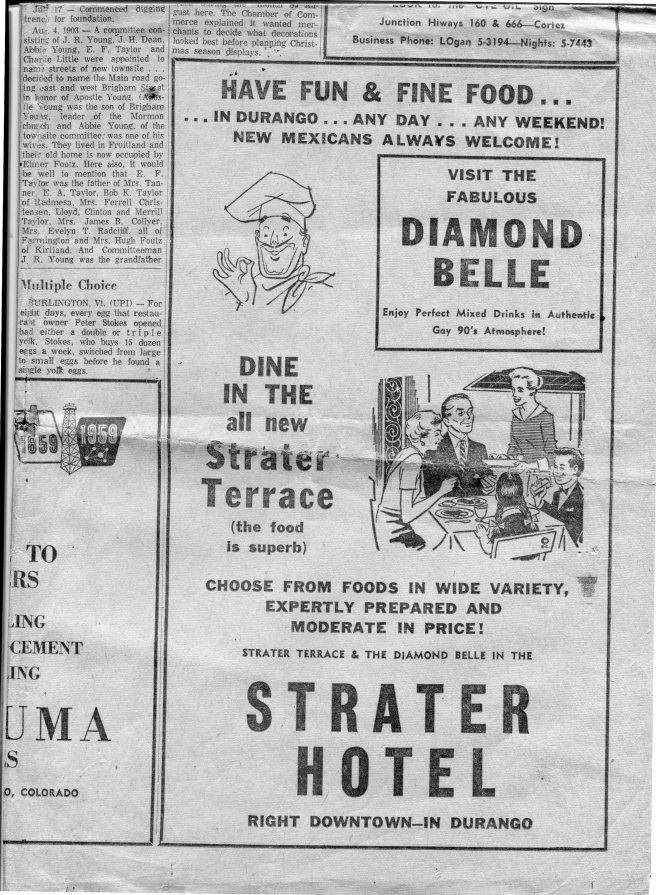 July 17 — Commenced digging
trench for foundation.
Aug. 4, 1903 — A committee con-
sisting of J. R. Young, J. H. Dean,
Abbie Young, E. F. Taylor and
Charlie Little were appointed to
name streets of new townsite . . .
decided to name the Main road go-
ing east and west Brigham Street
in honor of Apostle Young. (Apos-
tle Young was the son of Brigham
Young, leader of the Mormon
church and Abbie Young, of the
townsite committee, was one of his
wives. They lived in Fruitland and
their old home is now occupied by
Elmer Foutz. Here also, it would
be well to mention that E. F.
Taylor was the father of Mrs. Tan-
ner, E. A. Taylor, Bob K. Taylor
of Redmesa, Mrs. Ferrell Chris-
tensen, Lloyd, Clinton and Merrill
Taylor, Mrs. James B. Collyer,
Mrs. Evelyn T. Radcliff, all of
Farmington and Mrs. Hugh Foutz
of Kirtland. And Committeeman
J. R. Young was the grandfather
Multiple Choice
BURLINGTON, Vt. (UPI) — For
eight days, every egg that restau-
rant owner Peter Stokes opened
had either a double or triple
yolk. Stokes, who buys 15 dozen
eggs a week, switched from large
to small eggs before he found a
single yolk eggs.
1859 1959
TO
RS
LING
CEMENT
ING
UMA
S
O, COLORADO
gust here. The Chamber of Com-
merce explained it wanted mer-
chants to decide what decorations
looked best before planning Christ-
mas season displays.
LOOK for the UTE OIL Sign
Junction Hiways 160 & 666—Cortez
Business Phone: LOgan 5-3194—Nights: 5-7443
HAVE FUN & FINE FOOD...
...IN DURANGO...ANY DAY...ANY WEEKEND!
NEW MEXICANS ALWAYS WELCOME!
VISIT THE
FABULOUS
DIAMOND
BELLE
Enjoy Perfect Mixed Drinks in Authentic
Gay 90's Atmosphere!
DINE
IN THE
all new
Strater
Terrace
(the food
is superb)
CHOOSE FROM FOODS IN WIDE VARIETY,
EXPERTLY PREPARED AND
MODERATE IN PRICE!
STRATER TERRACE & THE DIAMOND BELLE IN THE
STRATER
HOTEL
RIGHT DOWNTOWN—IN DURANGO